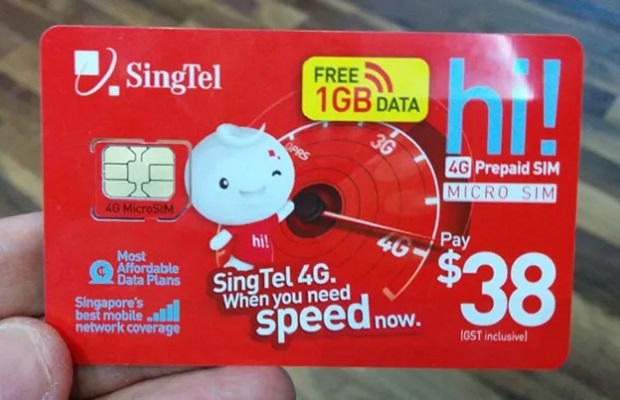 SingTel
FREE
1GB DATA
hi!
4G Prepaid SIM
MICRO SIM
GPRS
3G
4G
4G MicroSIM
hi!
Most
Affordable
Data Plans
Singapore's
best mobile
network coverage
SingTel 4G.
When you need
speed now.
Pay
$38
(GST inclusive)